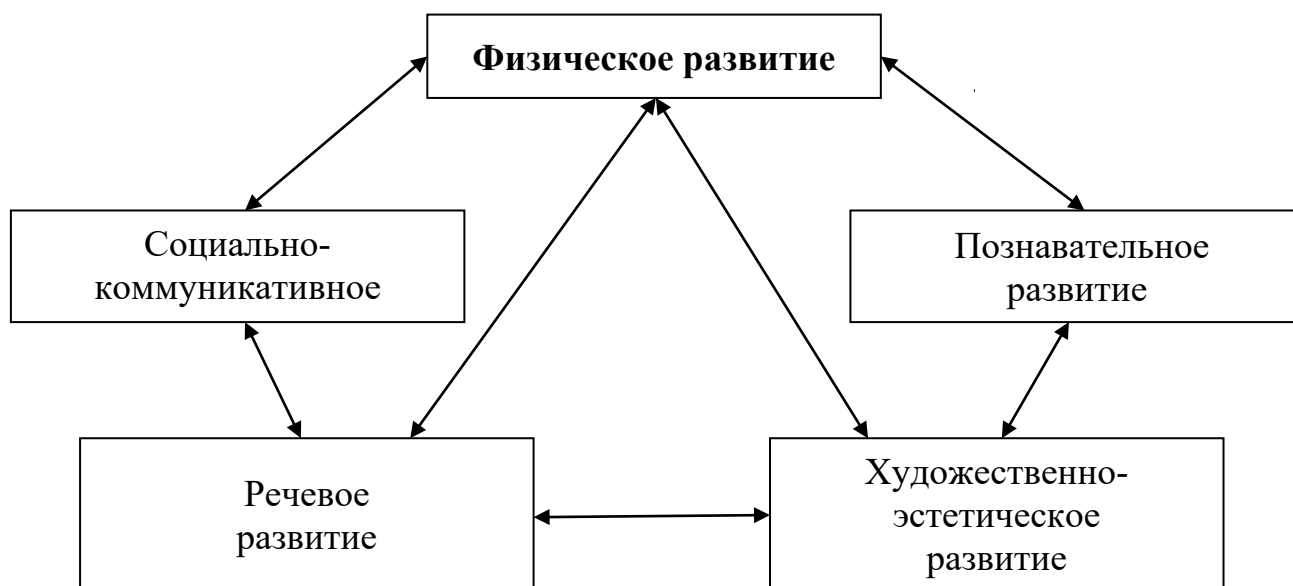 Физическое развитие
Социально-
коммуникативное
Познавательное
развитие
Речевое
развитие
Художественно-
эстетическое
развитие